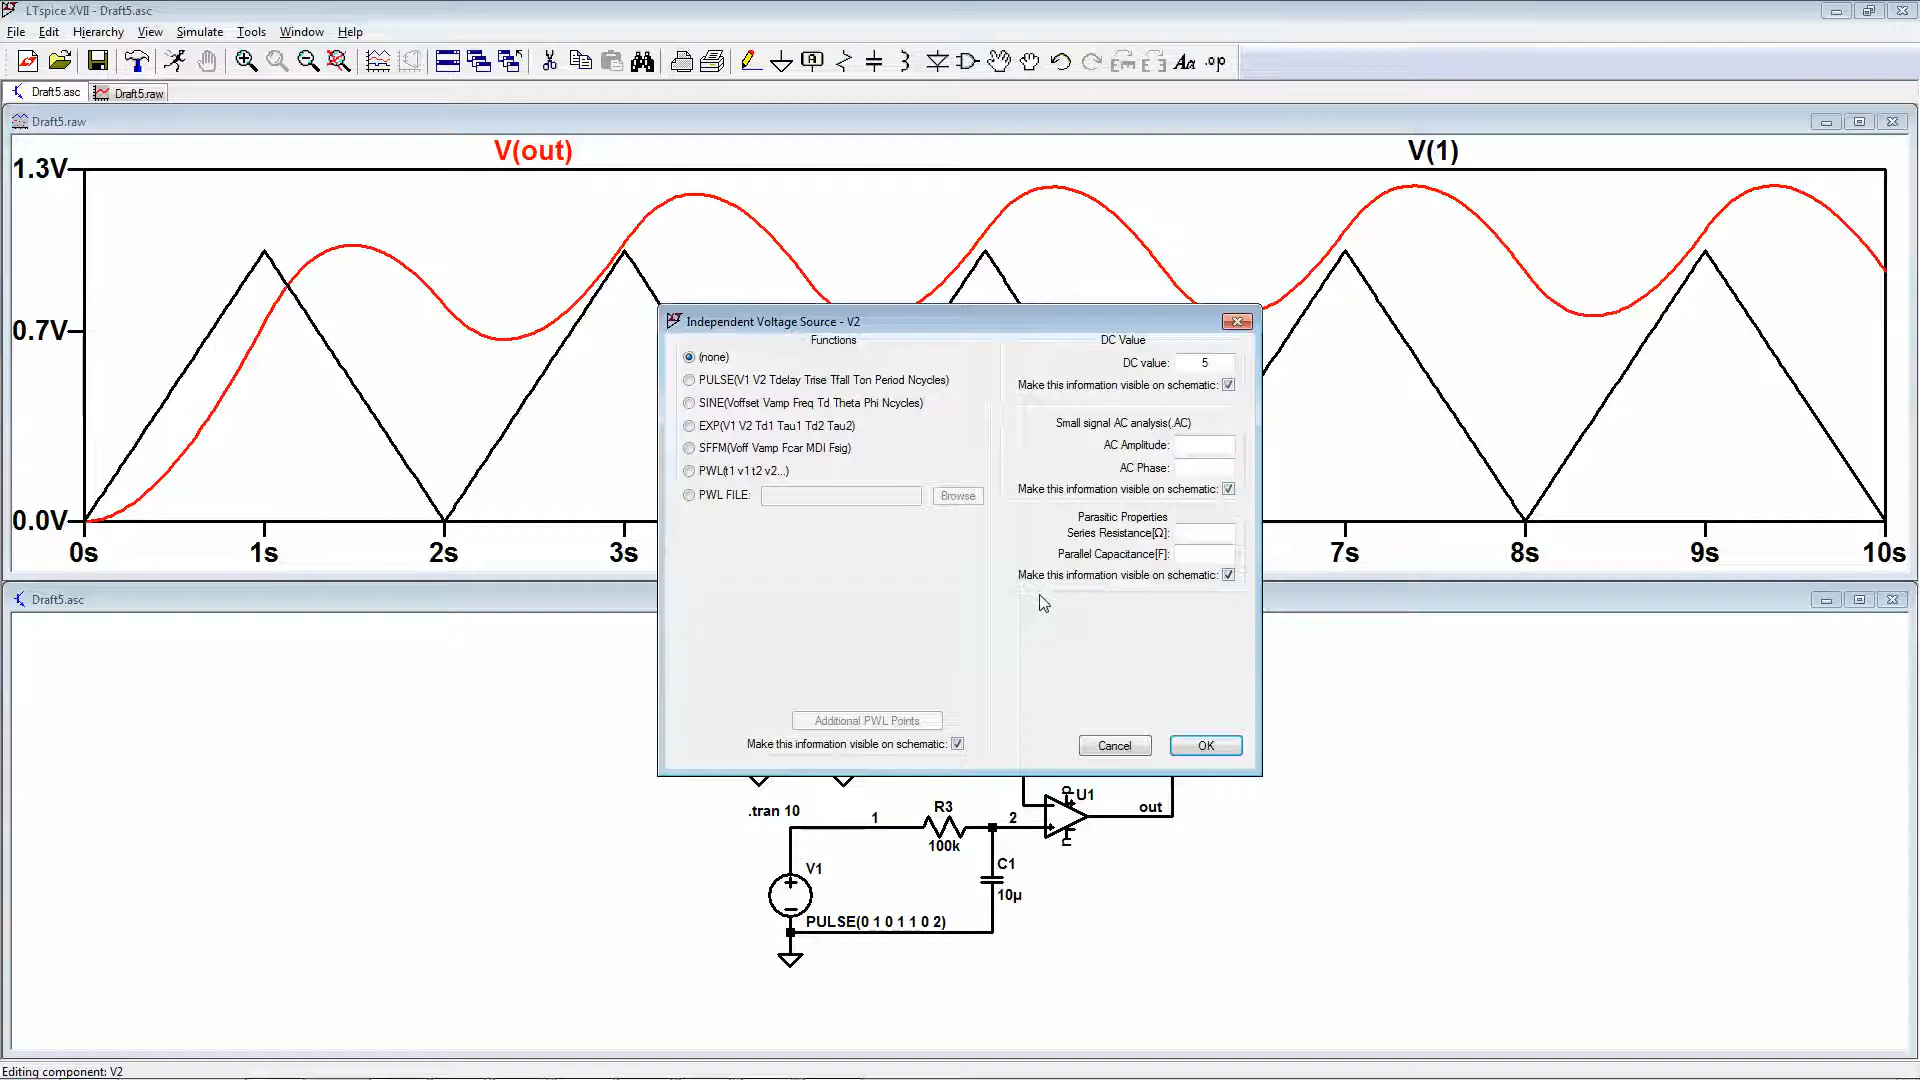 LTspice XVII - Draft5.asc
File Edit Hierarchy View Simulate Tools Window Help
Draft5.asc Draft5.raw
Draft5.raw
V(out) V(1)
1.3V
0.7V
0.0V
0s 1s 2s 3s 7s 8s 9s 10s
Independent Voltage Source - V2
Functions
(none)
PULSE(V1 V2 Tdelay Trise Tfall Ton Period Ncycles)
SINE(Voffset Vamp Freq Td Theta Phi Ncycles)
EXP(V1 V2 Td1 Tau1 Td2 Tau2)
SFFM(Voff Vamp Fcar MDI Fsig)
PWL(t1 v1 t2 v2...)
PWL FILE: Browse
Additional PWL Points
Make this information visible on schematic:
DC Value
DC value: 5
Make this information visible on schematic:
Small signal AC analysis(.AC)
AC Amplitude:
AC Phase:
Make this information visible on schematic:
Parasitic Properties
Series Resistance[Ω]:
Parallel Capacitance[F]:
Make this information visible on schematic:
Cancel OK
Draft5.asc
.tran 10
1
R3
100k
2
U1
p
n
out
V1
C1
10µ
PULSE(0 1 0 1 1 0 2)
Editing component: V2